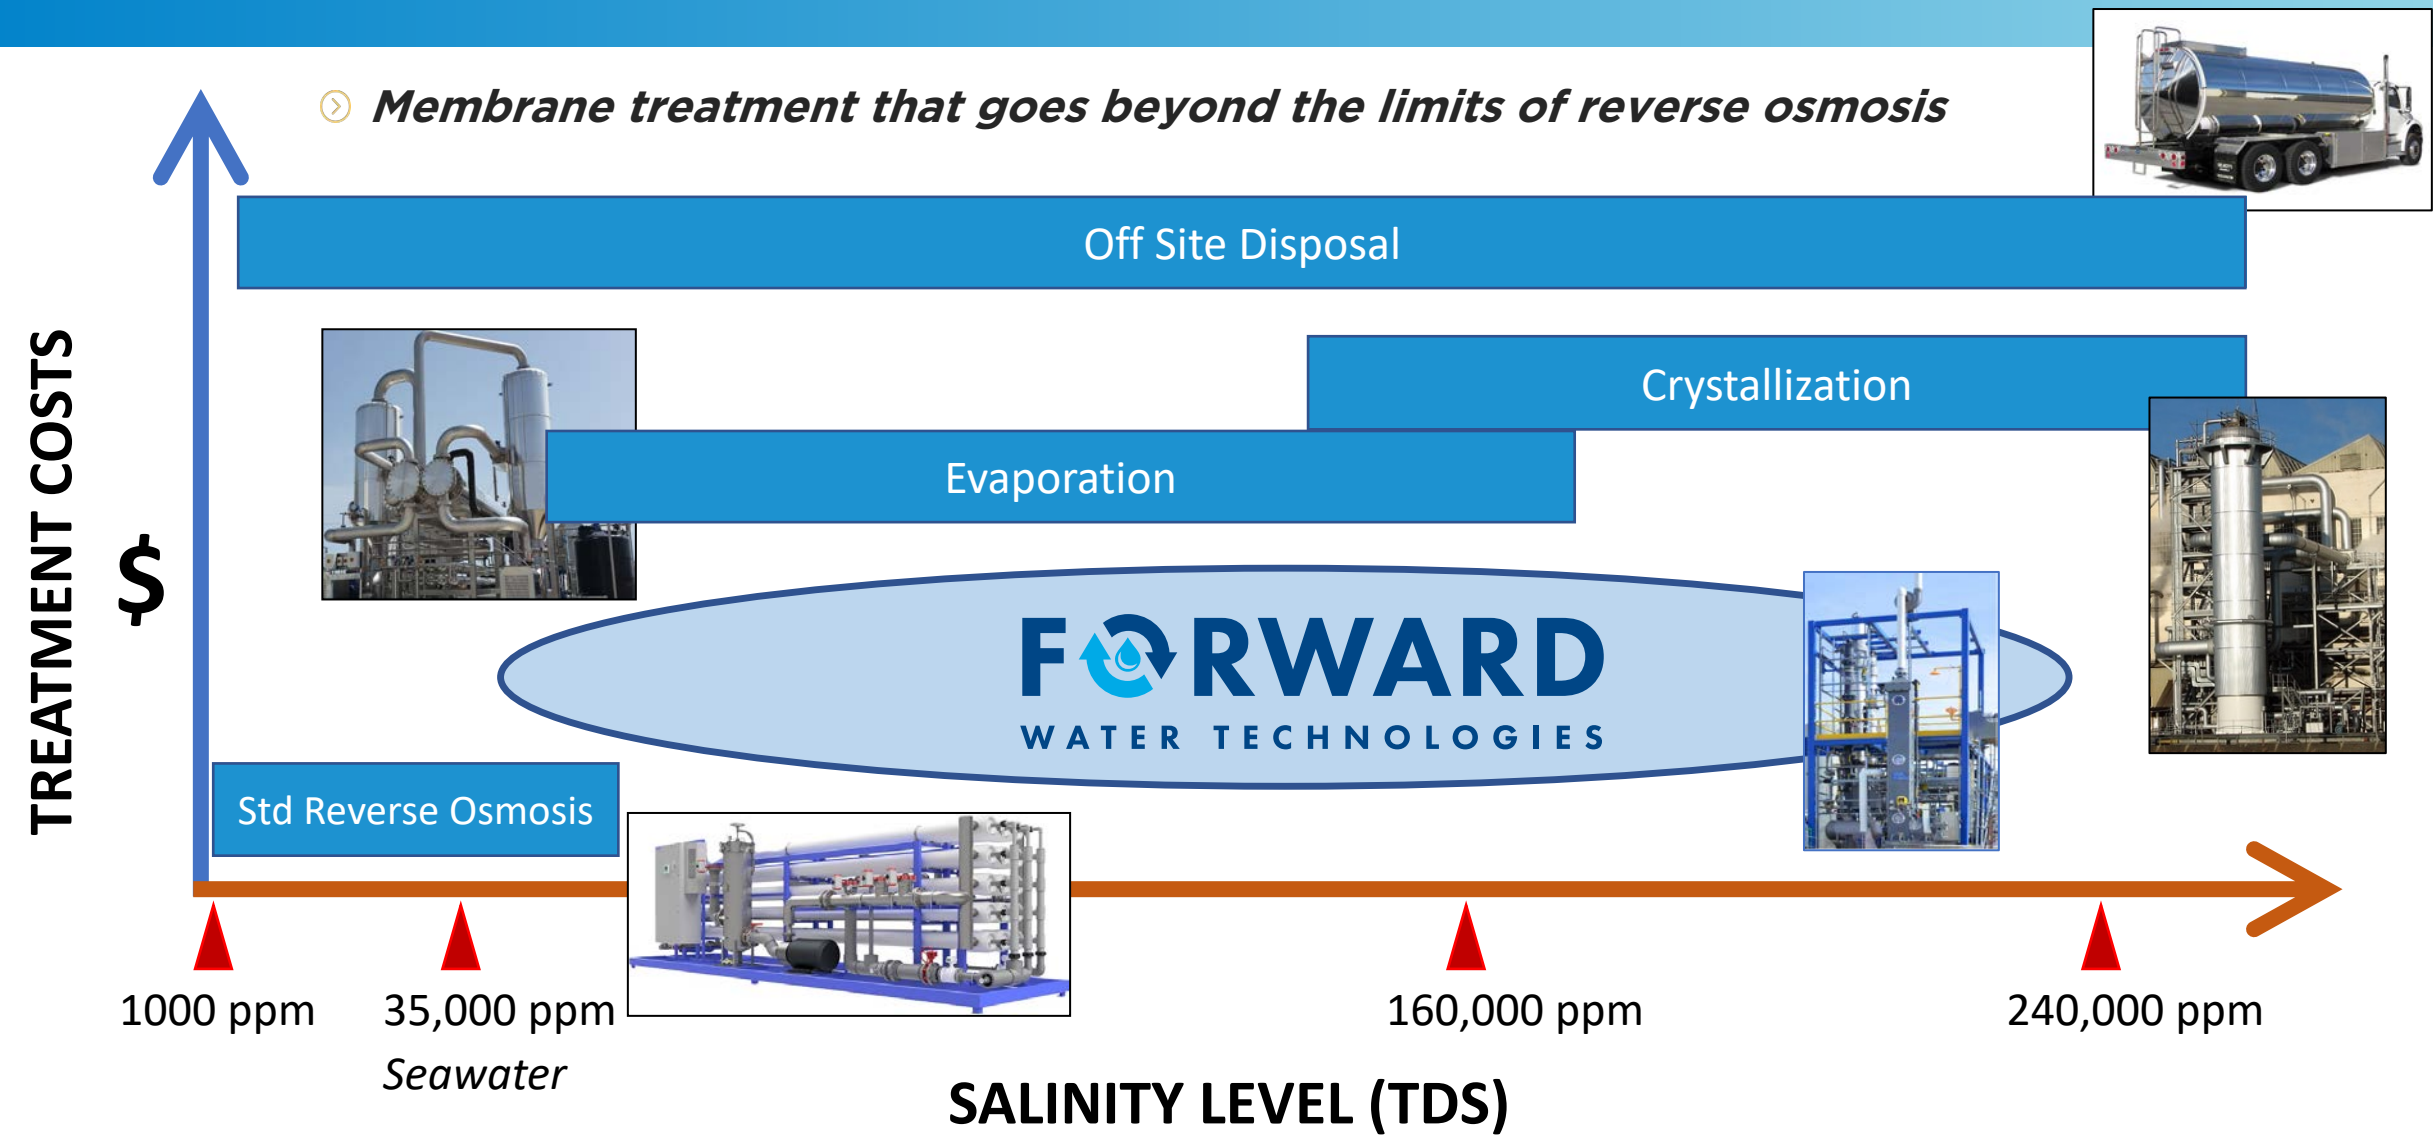 Membrane treatment that goes beyond the limits of reverse osmosis
Off Site Disposal
Crystallization
Evaporation
TREATMENT COSTS
$
FORWARD
WATER TECHNOLOGIES
Std Reverse Osmosis
1000 ppm
35,000 ppm
Seawater
160,000 ppm
240,000 ppm
SALINITY LEVEL (TDS)